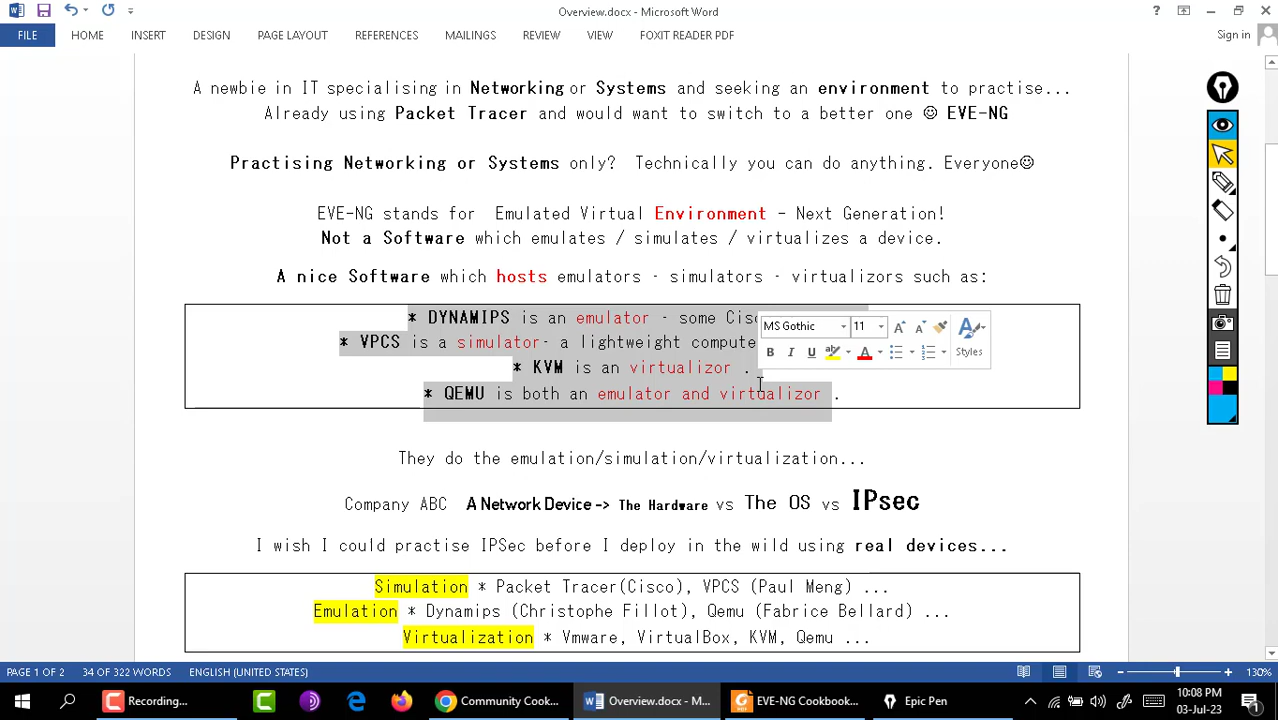 Overview.docx - Microsoft Word
?
FILE HOME INSERT DESIGN PAGE LAYOUT REFERENCES MAILINGS REVIEW VIEW FOXIT READER PDF Sign in
A newbie in IT specialising in Networking or Systems and seeking an environment to practise...
Already using Packet Tracer and would want to switch to a better one ☺ EVE-NG
Practising Networking or Systems only? Technically you can do anything. Everyone☺
EVE-NG stands for Emulated Virtual Environment - Next Generation!
Not a Software which emulates / simulates / virtualizes a device.
A nice Software which hosts emulators - simulators - virtualizors such as:
* DYNAMIPS is an emulator - some Cisc
* VPCS is a simulator- a lightweight compute
* KVM is an virtualizor .
* QEMU is both an emulator and virtualizor .
MS Gothic 11 A A A
B I U A Styles
They do the emulation/simulation/virtualization...
Company ABC A Network Device -> The Hardware vs The OS vs IPsec
I wish I could practise IPSec before I deploy in the wild using real devices...
Simulation * Packet Tracer(Cisco), VPCS (Paul Meng) ...
Emulation * Dynamips (Christophe Fillot), Qemu (Fabrice Bellard) ...
Virtualization * Vmware, VirtualBox, KVM, Qemu ...
PAGE 1 OF 2 34 OF 322 WORDS ENGLISH (UNITED STATES) 130%
Recording... Community Cook... Overview.docx - M... EVE-NG Cookbook... Epic Pen 10:08 PM
03-Jul-23